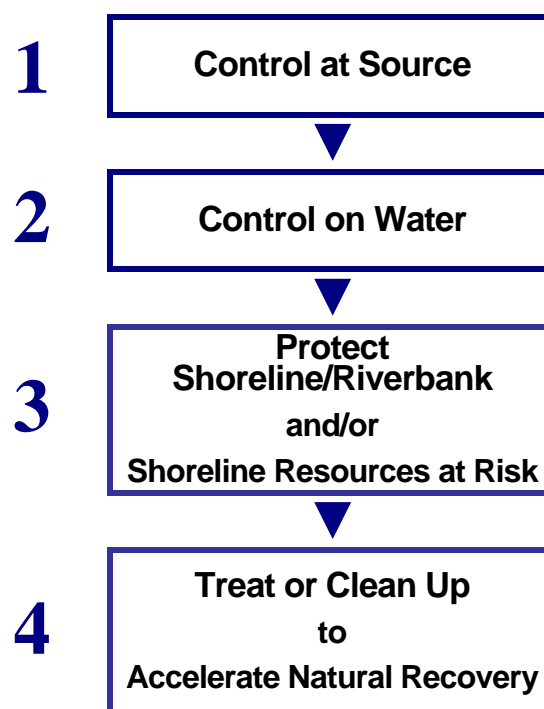 1
Control at Source
2
Control on Water
3
Protect
Shoreline/Riverbank
and/or
Shoreline Resources at Risk
4
Treat or Clean Up
to
Accelerate Natural Recovery